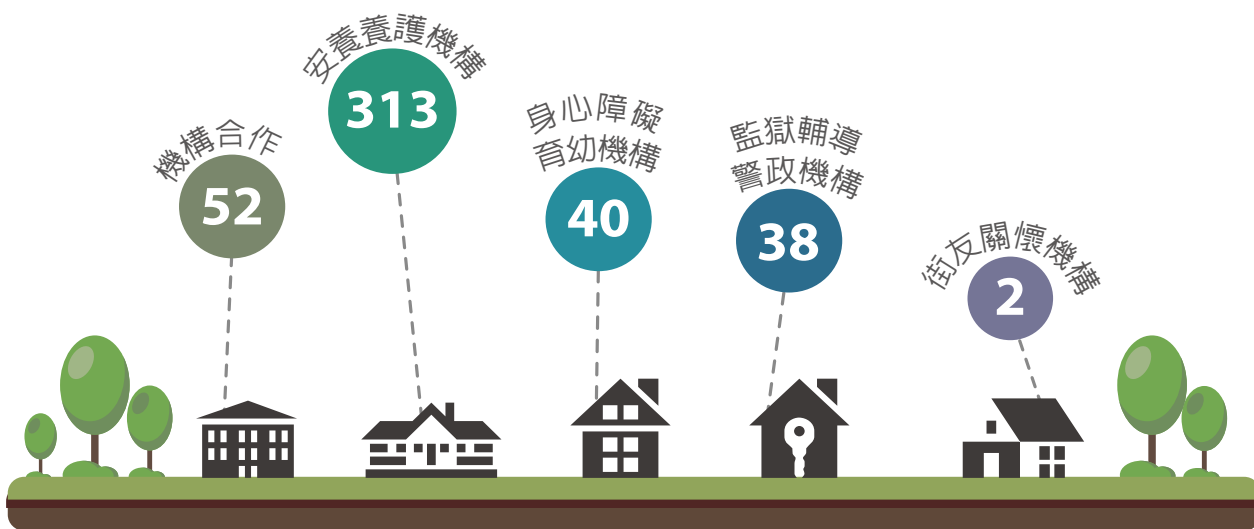 機構合作
52
安養養護機構
313
身心障礙
育幼機構
40
監獄輔導
警政機構
38
街友關懷機構
2